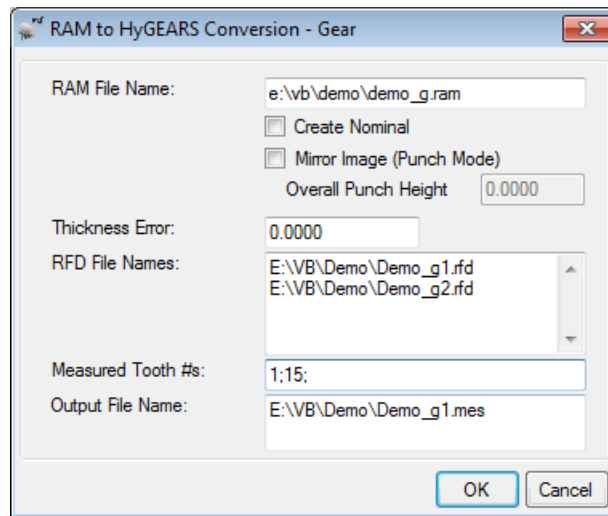 RAM to HyGEARS Conversion - Gear
RAM File Name: e:\vb\demo\demo_g.ram
Create Nominal
Mirror Image (Punch Mode)
Overall Punch Height 0.0000
Thickness Error: 0.0000
RFD File Names: E:\VB\Demo\Demo_g1.rfd
E:\VB\Demo\Demo_g2.rfd
Measured Tooth #s: 1;15;
Output File Name: E:\VB\Demo\Demo_g1.mes
OK Cancel